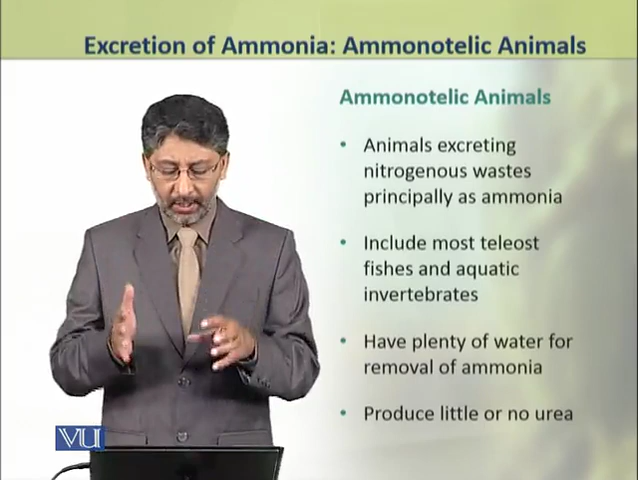 Excretion of Ammonia: Ammonotelic Animals
Ammonotelic Animals
• Animals excreting
nitrogenous wastes
principally as ammonia
• Include most teleost
fishes and aquatic
invertebrates
• Have plenty of water for
removal of ammonia
• Produce little or no urea
VU